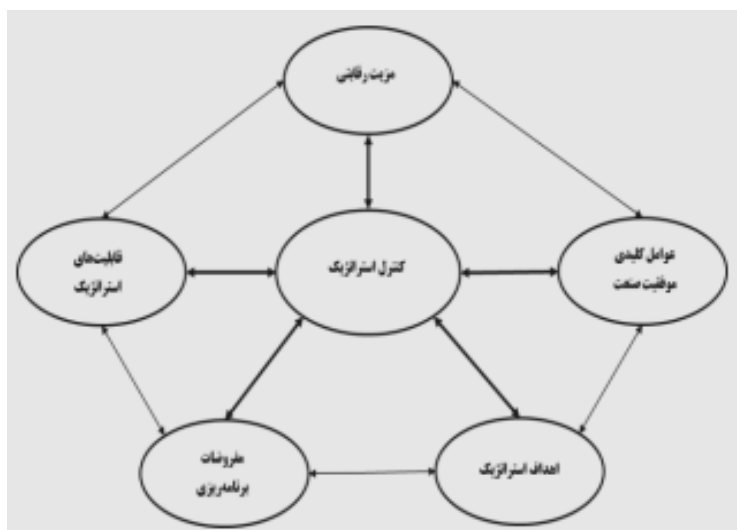 مزیت رقابتی
قابلیت‌های
استراتژیک
کنترل استراتژیک
عوامل کلیدی
موفقیت صنعت
مفروضات
برنامه‌ریزی
اهداف استراتژیک